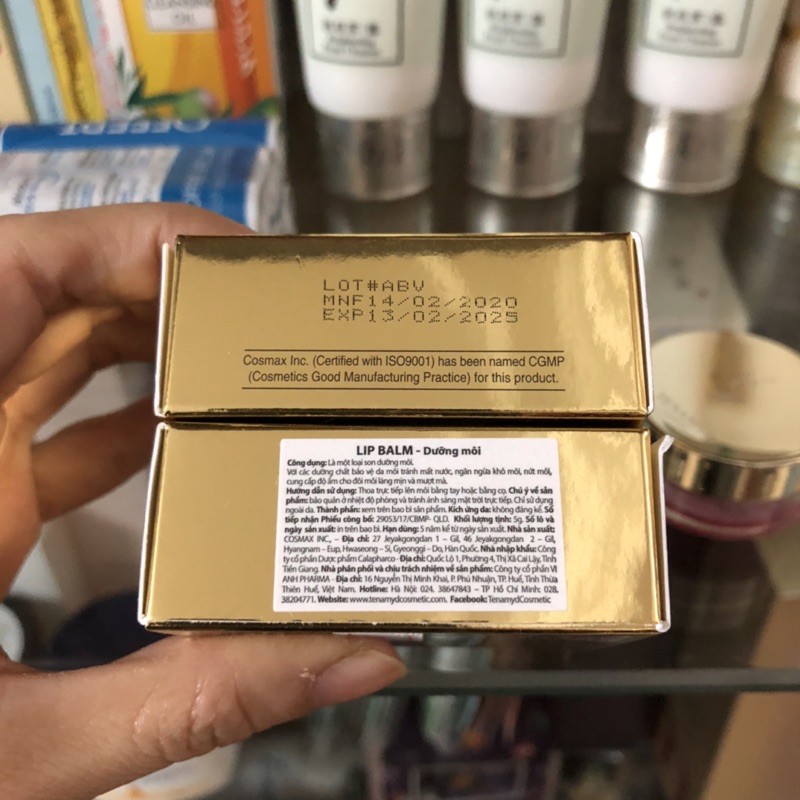 LOT#ABV
MNF14/02/2020
EXP13/02/2025
Cosmax Inc. (Certified with ISO9001) has been named CGMP
(Cosmetics Good Manufacturing Practice) for this product.
LIP BALM - Dưỡng môi
Công dụng: Là một loại son dưỡng môi.
Với các dưỡng chất bảo vệ da môi tránh mất nước, ngăn ngừa khô môi, nứt môi,
cung cấp độ ẩm cho đôi môi láng mịn và mượt mà.
Hướng dẫn sử dụng: Thoa trực tiếp lên môi bằng tay hoặc bằng cọ. Chú ý về sản
phẩm: bảo quản ở nhiệt độ phòng và tránh ánh sáng mặt trời trực tiếp. Chỉ sử dụng
ngoài da. Thành phần: xem trên bao bì sản phẩm. Kích ứng da: không đáng kể. Số
tiếp nhận Phiếu công bố: 29053/17/CBMP- QLD. Khối lượng tịnh: 5g. Số lô và
ngày sản xuất: in trên bao bì. Hạn dùng: 5 năm kể từ ngày sản xuất. Nhà sản xuất:
COSMAX INC., – Địa chỉ: 27 Jeyakgongdan 1 – Gil, 46 Jeyakgongdan 2 – Gil,
Hyangnam – Eup, Hwaseong – Si, Gyeonggi – Do, Hàn Quốc. Nhà nhập khẩu: Công
ty cổ phần Dược phẩm Calapharco - Địa chỉ: Quốc Lộ 1, Phường 4, Thị Xã Cai Lậy, Tỉnh
Tiền Giang. Nhà phân phối và chịu trách nhiệm về sản phẩm: Công ty cổ phần VI
ANH PHARMA - Địa chỉ: 16 Nguyễn Thị Minh Khai, P. Phú Nhuận, TP. Huế, Tỉnh Thừa
Thiên Huế, Việt Nam. Hotline: Hà Nội: 024. 38647843 – TP Hồ Chí Minh: 028.
38204771. Website: www.tenamydcosmetic.com. Facebook: TenamydCosmetic